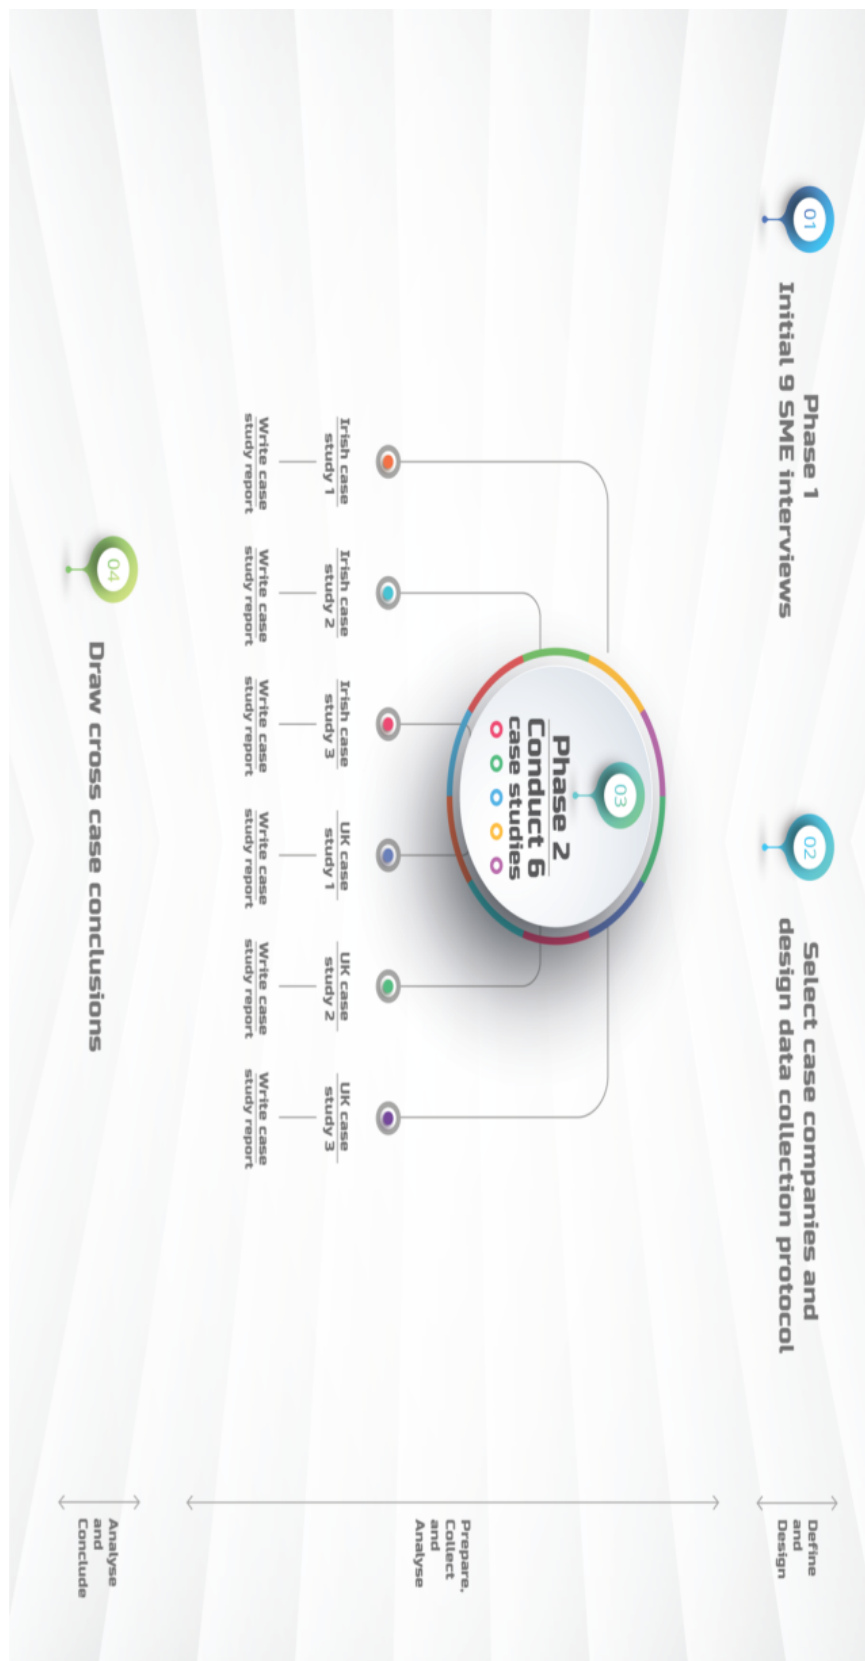 01
Phase 1
Initial 9 SME interviews
02
Select case companies and
design data collection protocol
Define
and
Design
03
Phase 2
Conduct 6
case studies
Prepare,
Collect
and
Analyse
Irish case
study 1
Irish case
study 2
Irish case
study 3
UK case
study 1
UK case
study 2
UK case
study 3
Write case
study report
Write case
study report
Write case
study report
Write case
study report
Write case
study report
Write case
study report
04
Draw cross case conclusions
Analyse
and
Conclude